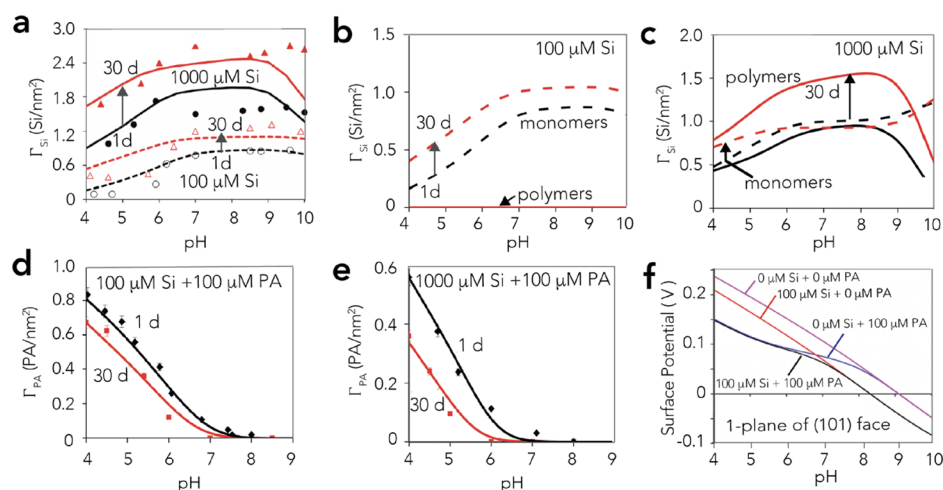 a
Γ_Si (Si/nm²)
3.0
2.4
1.8
1.2
0.6
0
30 d
1000 μM Si
1d
30 d
1d
100 μM Si
4 5 6 7 8 9 10
pH
b
Γ_Si (Si/nm²)
100 μM Si
2.0
1.5
1.0
0.5
0
30 d
1d
monomers
polymers
4 5 6 7 8 9 10
pH
c
Γ_Si (Si/nm²)
1000 μM Si
2.0
1.5
1.0
0.5
0.0
polymers
30 d
monomers
4 5 6 7 8 9 10
pH
d
Γ_PA (PA/nm²)
100 μM Si +100 μM PA
1.0
0.8
0.6
0.4
0.2
0
1 d
30 d
4 5 6 7 8 9
pH
e
Γ_PA (PA/nm²)
1000 μM Si +100 μM PA
0.6
0.4
0.2
0
1 d
30 d
4 5 6 7 8 9
pH
f
Surface Potential (V)
0.2
0.1
0
-0.1
0 μM Si + 0 μM PA
100 μM Si + 0 μM PA
0 μM Si + 100 μM PA
100 μM Si + 100 μM PA
1-plane of (101) face
4 5 6 7 8 9 10
pH